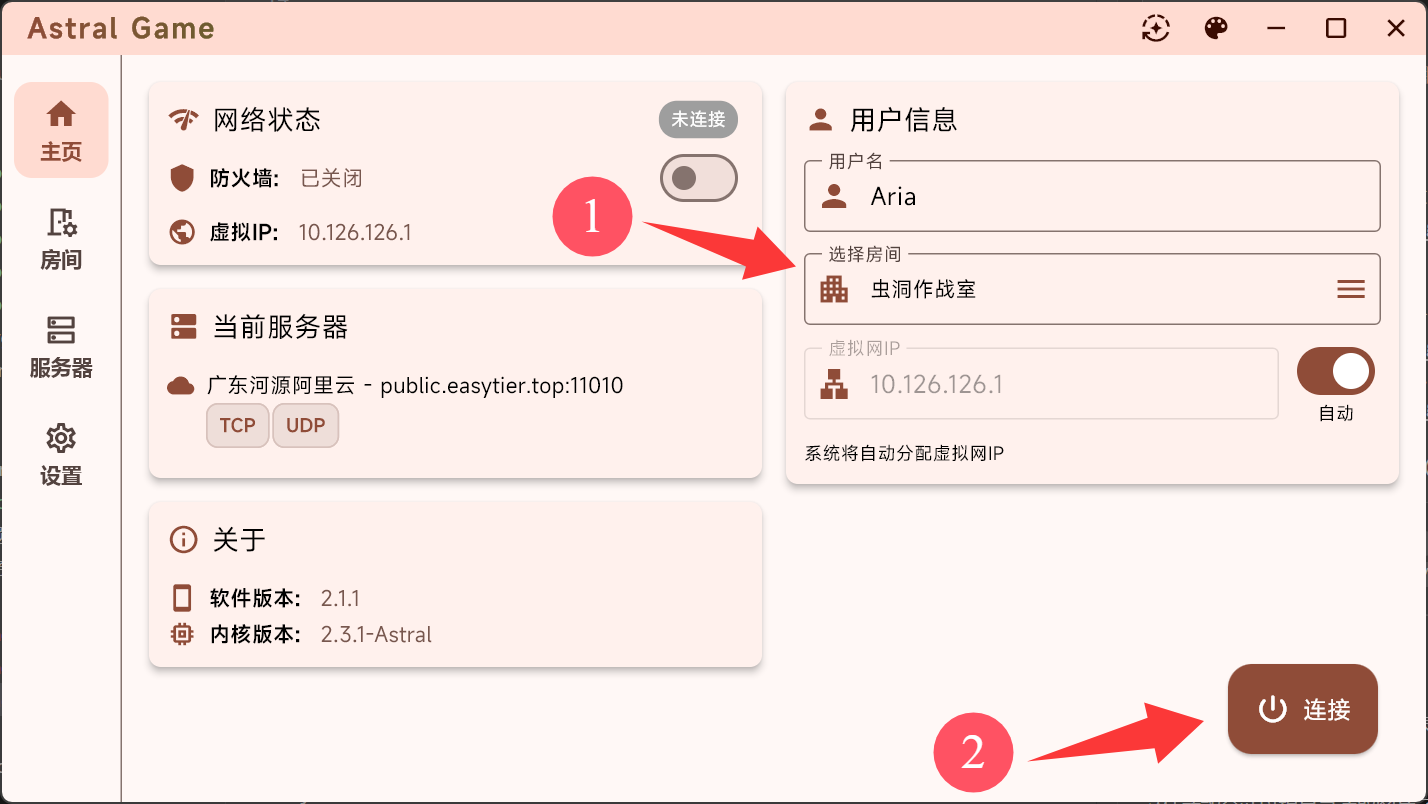 Astral Game
主页
房间
服务器
设置
网络状态
未连接
防火墙: 已关闭
虚拟IP: 10.126.126.1
当前服务器
广东河源阿里云 - public.easytier.top:11010
TCP UDP
关于
软件版本: 2.1.1
内核版本: 2.3.1-Astral
用户信息
用户名
Aria
1
选择房间
虫洞作战室
虚拟网IP
10.126.126.1
自动
系统将自动分配虚拟网IP
2
连接